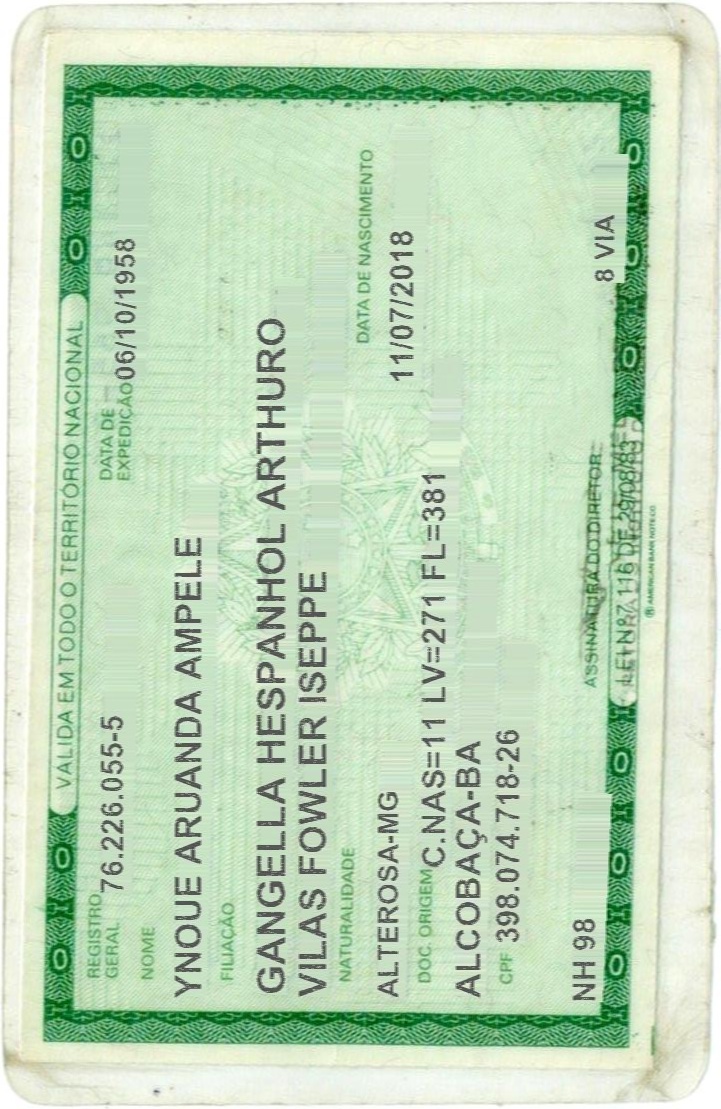 VÁLIDA EM TODO O TERRITÓRIO NACIONAL
REGISTRO GERAL 76.226.055-5 DATA DE EXPEDIÇÃO 06/10/1958
NOME
YNOUE ARUANDA AMPELE
FILIAÇÃO
GANGELLA HESPANHOL ARTHURO
VILAS FOWLER ISEPPE
NATURALIDADE DATA DE NASCIMENTO
ALTEROSA-MG 11/07/2018
DOC. ORIGEM C.NAS=11 LV=271 FL=381
ALCOBAÇA-BA
CPF 398.074.718-26
NH 98 8 VIA
ASSINATURA DO DIRETOR
LEI Nº 7.116 DE 29/08/83
AMERICAN BANK NOTE CO